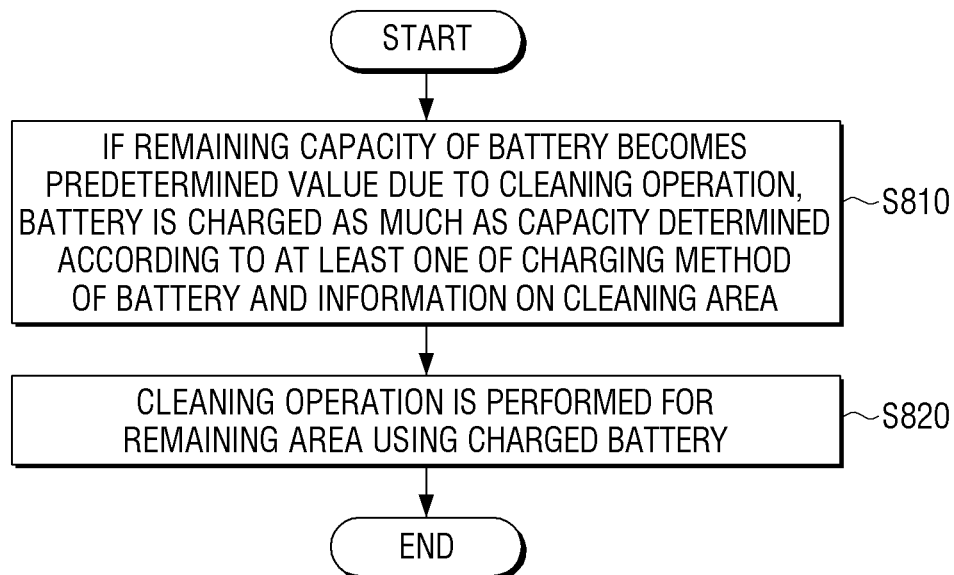 START
IF REMAINING CAPACITY OF BATTERY BECOMES
PREDETERMINED VALUE DUE TO CLEANING OPERATION,
BATTERY IS CHARGED AS MUCH AS CAPACITY DETERMINED
ACCORDING TO AT LEAST ONE OF CHARGING METHOD
OF BATTERY AND INFORMATION ON CLEANING AREA
S810
CLEANING OPERATION IS PERFORMED FOR
REMAINING AREA USING CHARGED BATTERY
S820
END